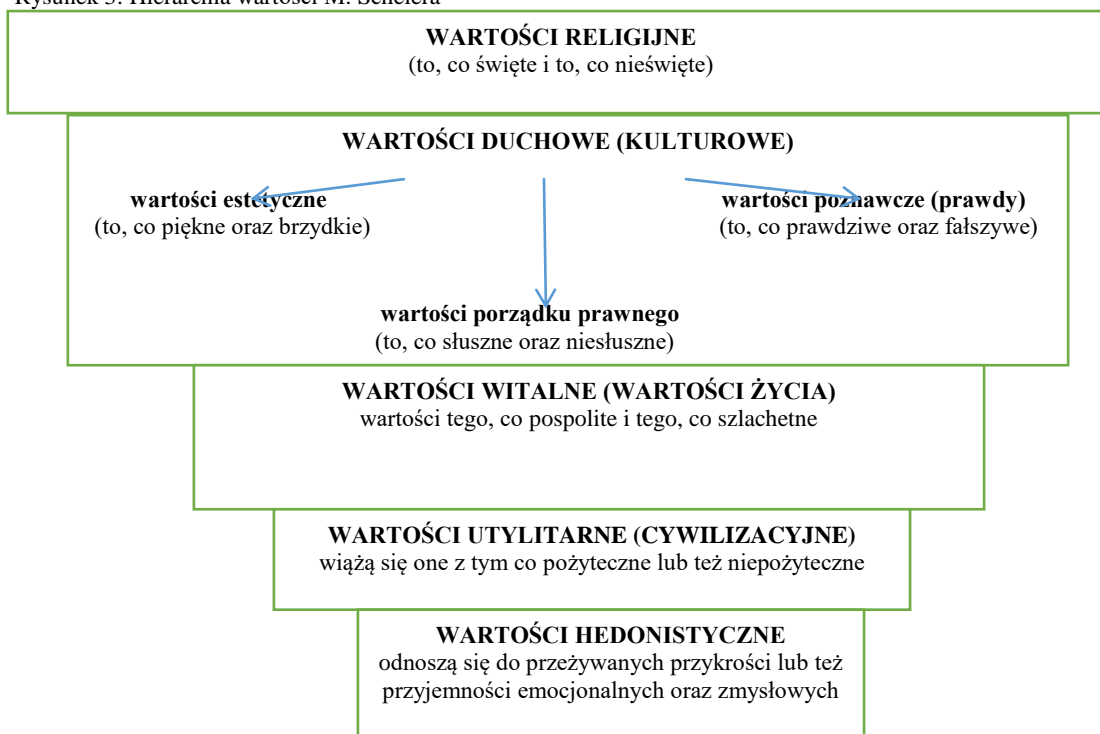 Rysunek 3. Hierarchia wartości M. Schelera
WARTOŚCI RELIGIJNE
(to, co święte i to, co nieświęte)
WARTOŚCI DUCHOWE (KULTUROWE)
wartości estetyczne
(to, co piękne oraz brzydkie)
wartości poznawcze (prawdy)
(to, co prawdziwe oraz fałszywe)
wartości porządku prawnego
(to, co słuszne oraz niesłuszne)
WARTOŚCI WITALNE (WARTOŚCI ŻYCIA)
wartości tego, co pospolite i tego, co szlachetne
WARTOŚCI UTYLITARNE (CYWILIZACYJNE)
wiążą się one z tym co pożyteczne lub też niepożyteczne
WARTOŚCI HEDONISTYCZNE
odnoszą się do przeżywanych przykrości lub też
przyjemności emocjonalnych oraz zmysłowych